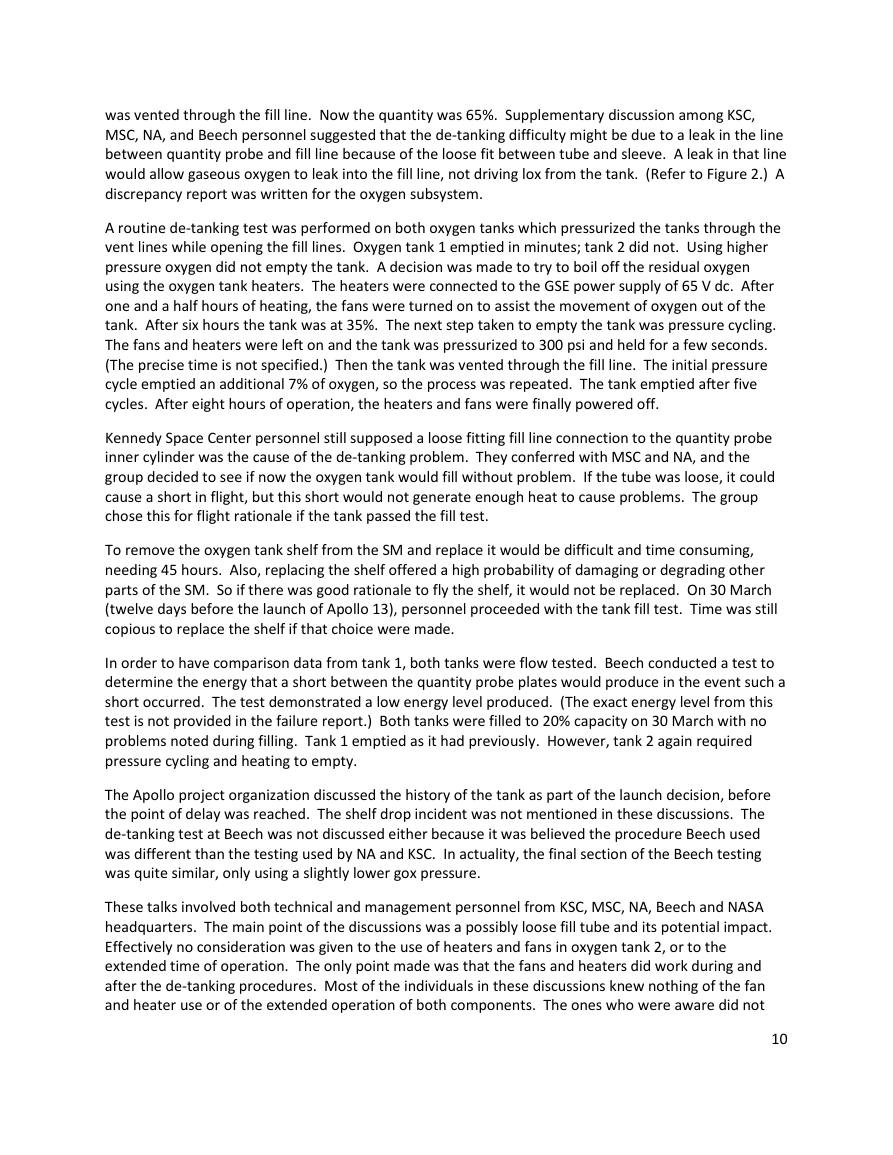 was vented through the fill line.  Now the quantity was 65%.  Supplementary discussion among KSC,
MSC, NA, and Beech personnel suggested that the de-tanking difficulty might be due to a leak in the line
between quantity probe and fill line because of the loose fit between tube and sleeve.  A leak in that line
would allow gaseous oxygen to leak into the fill line, not driving lox from the tank.  (Refer to Figure 2.)  A
discrepancy report was written for the oxygen subsystem.
A routine de-tanking test was performed on both oxygen tanks which pressurized the tanks through the
vent lines while opening the fill lines.  Oxygen tank 1 emptied in minutes; tank 2 did not.  Using higher
pressure oxygen did not empty the tank.  A decision was made to try to boil off the residual oxygen
using the oxygen tank heaters.  The heaters were connected to the GSE power supply of 65 V dc.  After
one and a half hours of heating, the fans were turned on to assist the movement of oxygen out of the
tank.  After six hours the tank was at 35%.  The next step taken to empty the tank was pressure cycling.
The fans and heaters were left on and the tank was pressurized to 300 psi and held for a few seconds.
(The precise time is not specified.)  Then the tank was vented through the fill line.  The initial pressure
cycle emptied an additional 7% of oxygen, so the process was repeated.  The tank emptied after five
cycles.  After eight hours of operation, the heaters and fans were finally powered off.
Kennedy Space Center personnel still supposed a loose fitting fill line connection to the quantity probe
inner cylinder was the cause of the de-tanking problem.  They conferred with MSC and NA, and the
group decided to see if now the oxygen tank would fill without problem.  If the tube was loose, it could
cause a short in flight, but this short would not generate enough heat to cause problems.  The group
chose this for flight rationale if the tank passed the fill test.
To remove the oxygen tank shelf from the SM and replace it would be difficult and time consuming,
needing 45 hours.  Also, replacing the shelf offered a high probability of damaging or degrading other
parts of the SM.  So if there was good rationale to fly the shelf, it would not be replaced.  On 30 March
(twelve days before the launch of Apollo 13), personnel proceeded with the tank fill test.  Time was still
copious to replace the shelf if that choice were made.
In order to have comparison data from tank 1, both tanks were flow tested.  Beech conducted a test to
determine the energy that a short between the quantity probe plates would produce in the event such a
short occurred.  The test demonstrated a low energy level produced.  (The exact energy level from this
test is not provided in the failure report.)  Both tanks were filled to 20% capacity on 30 March with no
problems noted during filling.  Tank 1 emptied as it had previously.  However, tank 2 again required
pressure cycling and heating to empty.
The Apollo project organization discussed the history of the tank as part of the launch decision, before
the point of delay was reached.  The shelf drop incident was not mentioned in these discussions.  The
de-tanking test at Beech was not discussed either because it was believed the procedure Beech used
was different than the testing used by NA and KSC.  In actuality, the final section of the Beech testing
was quite similar, only using a slightly lower gox pressure.
These talks involved both technical and management personnel from KSC, MSC, NA, Beech and NASA
headquarters.  The main point of the discussions was a possibly loose fill tube and its potential impact.
Effectively no consideration was given to the use of heaters and fans in oxygen tank 2, or to the
extended time of operation.  The only point made was that the fans and heaters did work during and
after the de-tanking procedures.  Most of the individuals in these discussions knew nothing of the fan
and heater use or of the extended operation of both components.  The ones who were aware did not
10